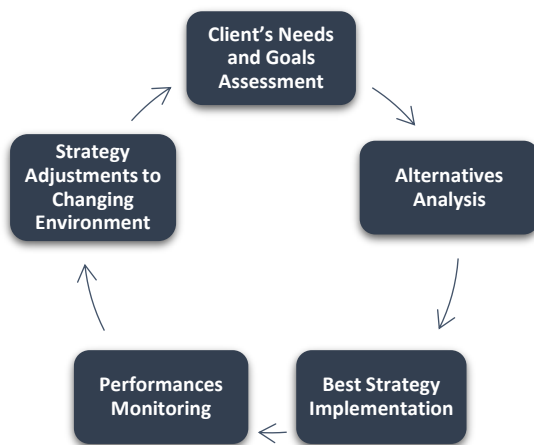 Client’s Needs
and Goals
Assessment
Alternatives
Analysis
Best Strategy
Implementation
Performances
Monitoring
Strategy
Adjustments to
Changing
Environment